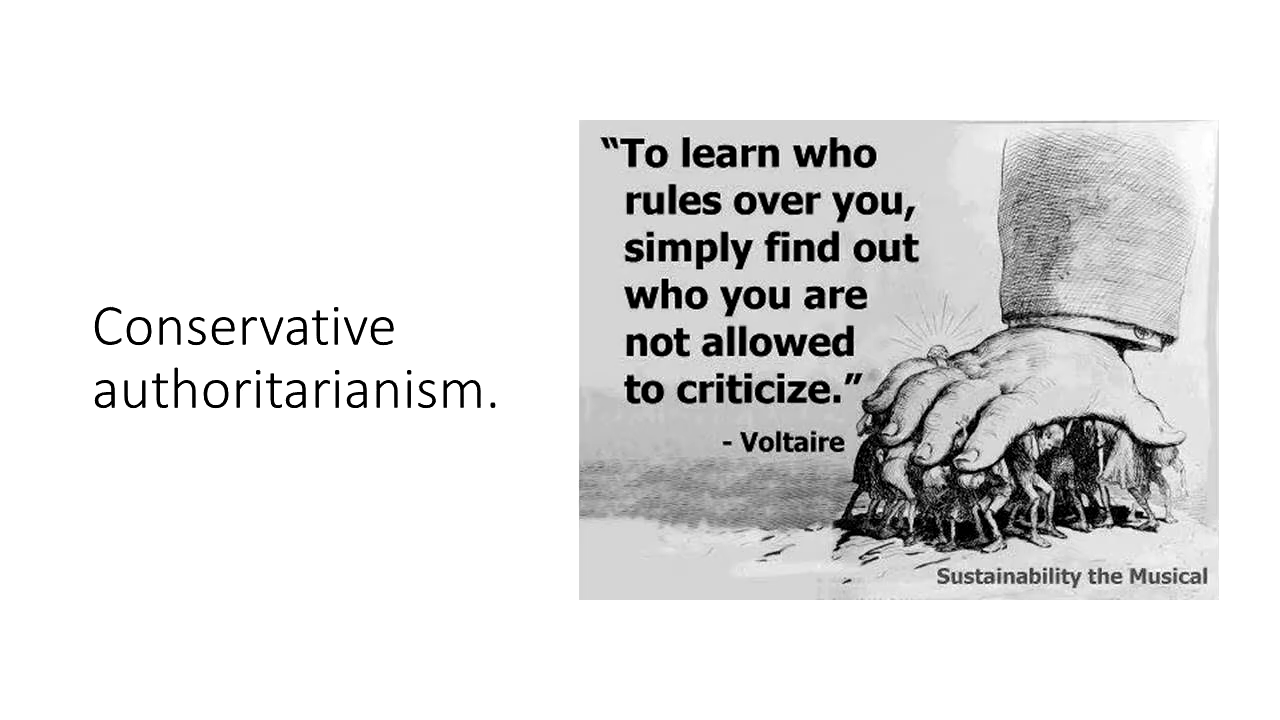 Conservative
authoritarianism.
“To learn who
rules over you,
simply find out
who you are
not allowed
to criticize.”
- Voltaire
Sustainability the Musical